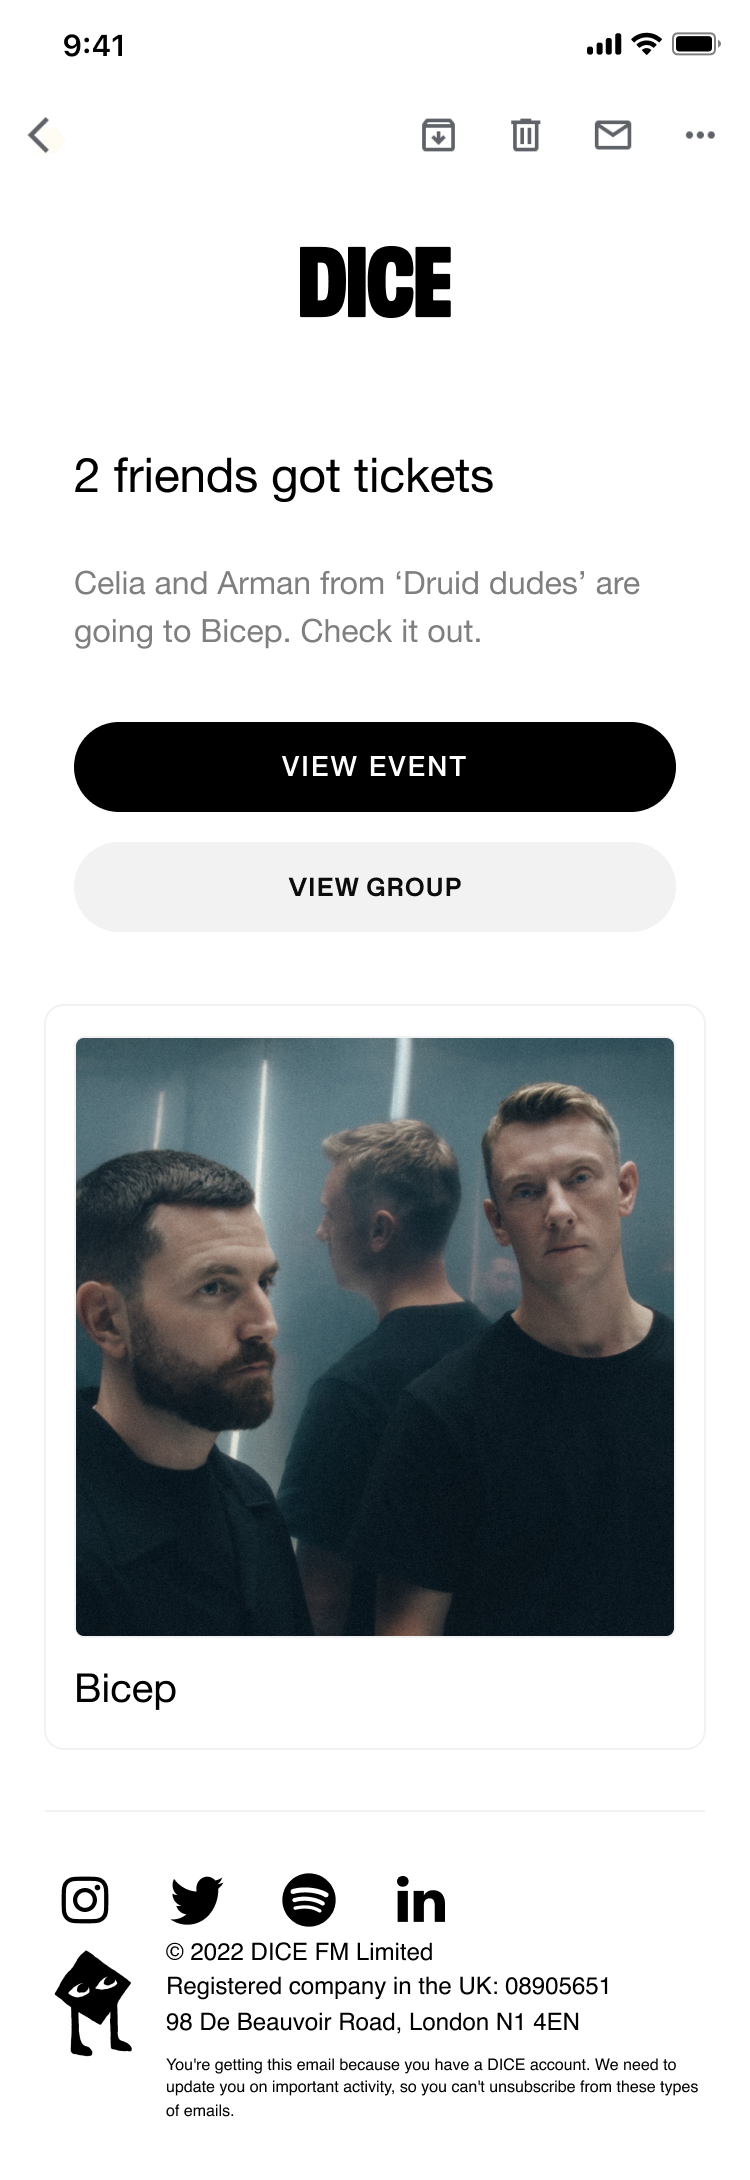 9:41
DICE
2 friends got tickets
Celia and Arman from ‘Druid dudes’ are
going to Bicep. Check it out.
VIEW EVENT
VIEW GROUP
Bicep
in
© 2022 DICE FM Limited
Registered company in the UK: 08905651
98 De Beauvoir Road, London N1 4EN
You're getting this email because you have a DICE account. We need to
update you on important activity, so you can't unsubscribe from these types
of emails.